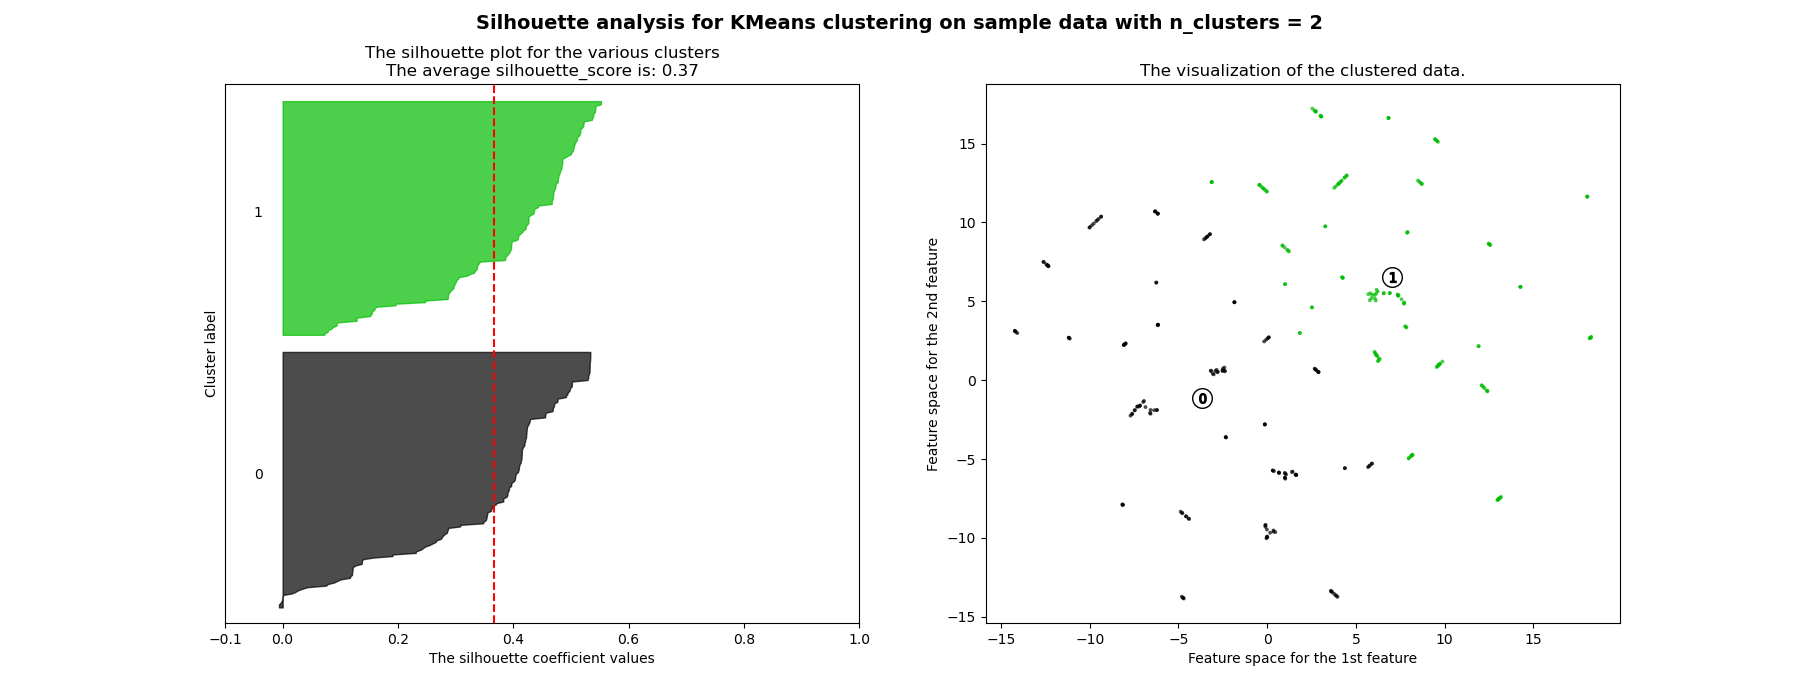 Silhouette analysis for KMeans clustering on sample data with n_clusters = 2
The silhouette plot for the various clusters
The average silhouette_score is: 0.37
Cluster label
1
0
−0.1 0.0 0.2 0.4 0.6 0.8 1.0
The silhouette coefficient values
The visualization of the clustered data.
Feature space for the 2nd feature
15
10
5
0
−5
−10
−15
1
0
−15 −10 −5 0 5 10 15
Feature space for the 1st feature